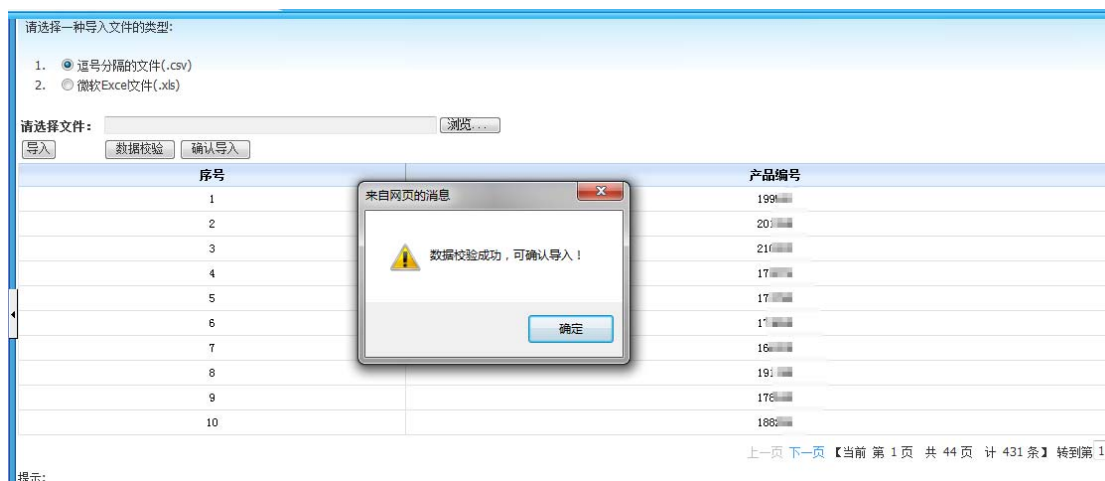 请选择一种导入文件的类型:
1. 逗号分隔的文件(.csv)
2. 微软Excel文件(.xls)
请选择文件: 浏览...
导入 数据校验 确认导入
序号 产品编号
来自网页的消息
数据校验成功，可确认导入！
确定
1
2
3
4
5
6
7
8
9
10
上一页 下一页 【当前 第 1 页 共 44 页 计 431 条】 转到第 1
提示: